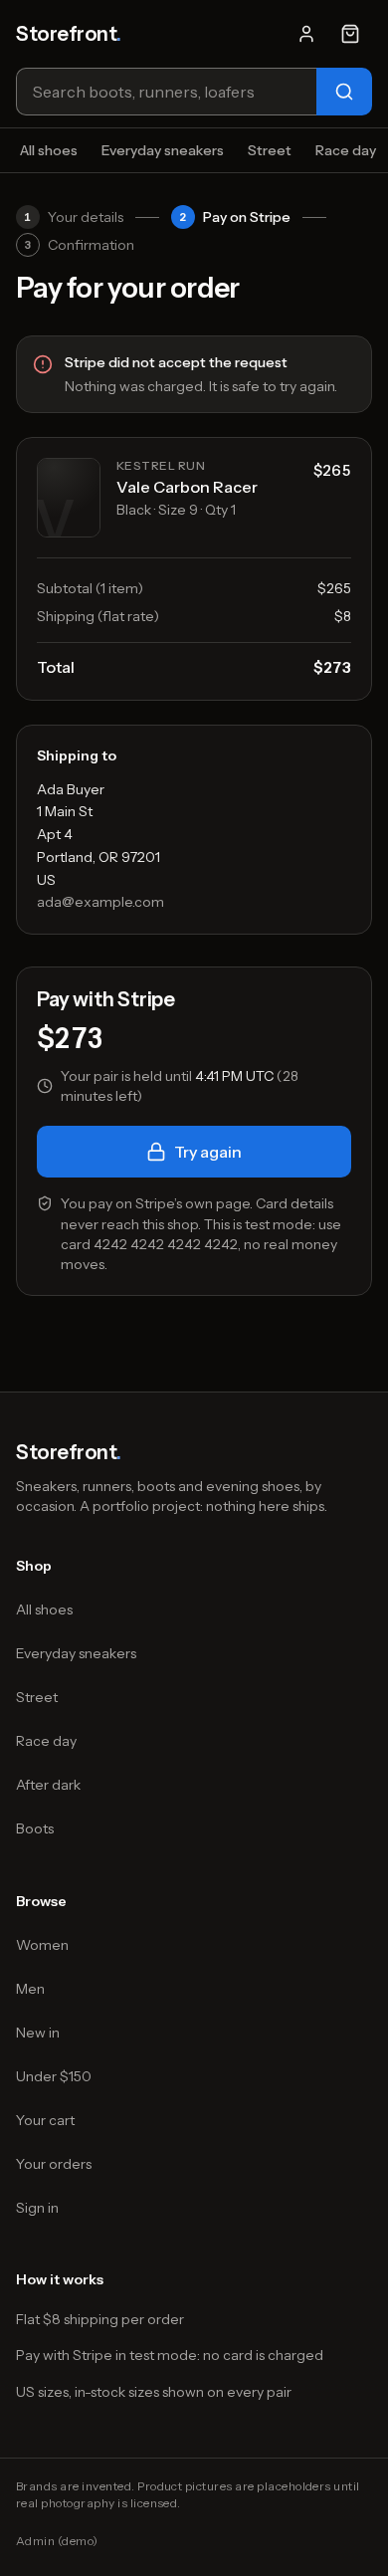 Storefront.
Search boots, runners, loafers
All shoes Everyday sneakers Street Race day
1 Your details 2 Pay on Stripe
3 Confirmation
Pay for your order
Stripe did not accept the request
Nothing was charged. It is safe to try again.
KESTREL RUN
$265
Vale Carbon Racer
Black · Size 9 · Qty 1
V
Subtotal (1 item) $265
Shipping (flat rate) $8
Total $273
Shipping to
Ada Buyer
1 Main St
Apt 4
Portland, OR 97201
US
ada@example.com
Pay with Stripe
$273
Your pair is held until 4:41 PM UTC (28
minutes left)
Try again
You pay on Stripe's own page. Card details
never reach this shop. This is test mode: use
card 4242 4242 4242 4242, no real money
moves.
Storefront.
Sneakers, runners, boots and evening shoes, by
occasion. A portfolio project: nothing here ships.
Shop
All shoes
Everyday sneakers
Street
Race day
After dark
Boots
Browse
Women
Men
New in
Under $150
Your cart
Your orders
Sign in
How it works
Flat $8 shipping per order
Pay with Stripe in test mode: no card is charged
US sizes, in-stock sizes shown on every pair
Brands are invented. Product pictures are placeholders until
real photography is licensed.
Admin (demo)